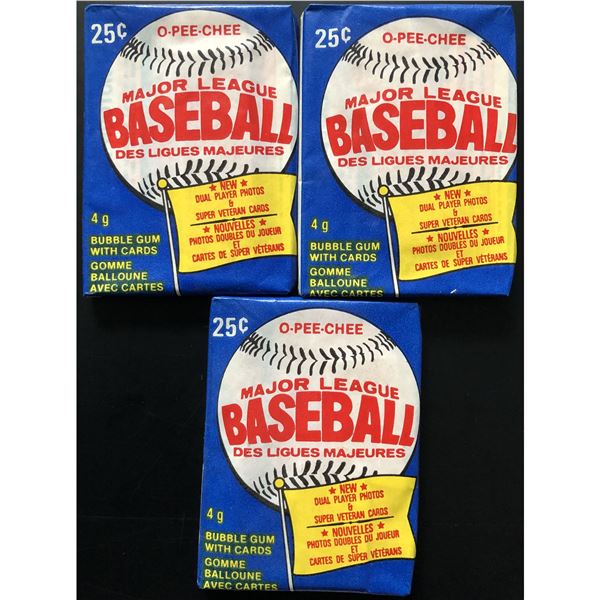 25¢
O-PEE-CHEE
MAJOR LEAGUE
BASEBALL
DES LIGUES MAJEURES
★ NEW ★
DUAL PLAYER PHOTOS
&
SUPER VETERAN CARDS
★ NOUVELLES ★
PHOTOS DOUBLES DU JOUEUR
ET
CARTES DE SUPER VÉTÉRANS
4 g
BUBBLE GUM
WITH CARDS
GOMME
BALLOUNE
AVEC CARTES
25¢
O-PEE-CHEE
MAJOR LEAGUE
BASEBALL
DES LIGUES MAJEURES
★ NEW ★
DUAL PLAYER PHOTOS
&
SUPER VETERAN CARDS
★ NOUVELLES ★
PHOTOS DOUBLES DU JOUEUR
ET
CARTES DE SUPER VÉTÉRANS
4 g
BUBBLE GUM
WITH CARDS
GOMME
BALLOUNE
AVEC CARTES
25¢
O-PEE-CHEE
MAJOR LEAGUE
BASEBALL
DES LIGUES MAJEURES
★ NEW ★
DUAL PLAYER PHOTOS
&
SUPER VETERAN CARDS
★ NOUVELLES ★
PHOTOS DOUBLES DU JOUEUR
ET
CARTES DE SUPER VÉTÉRANS
4 g
BUBBLE GUM
WITH CARDS
GOMME
BALLOUNE
AVEC CARTES